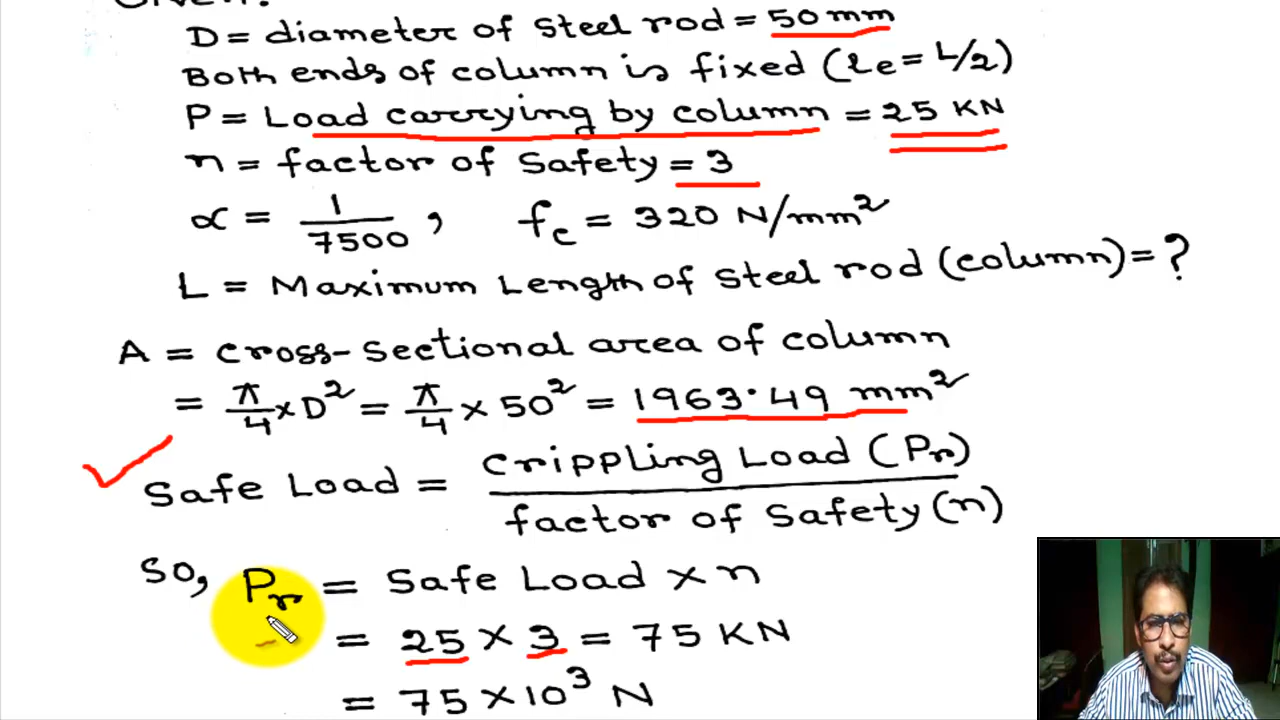 Given:
D = diameter of steel rod = 50 mm
Both ends of column is fixed (le = L/2)
P = Load carrying by column = 25 KN
n = factor of safety = 3
α = 1/7500 , fc = 320 N/mm²
L = Maximum Length of steel rod (column) = ?
A = cross-sectional area of column
= π/4 × D² = π/4 × 50² = 1963.49 mm²
Safe Load = Crippling Load (Pr) / factor of safety (n)
So, Pr = Safe Load × n
= 25 × 3 = 75 KN
= 75 × 10³ N